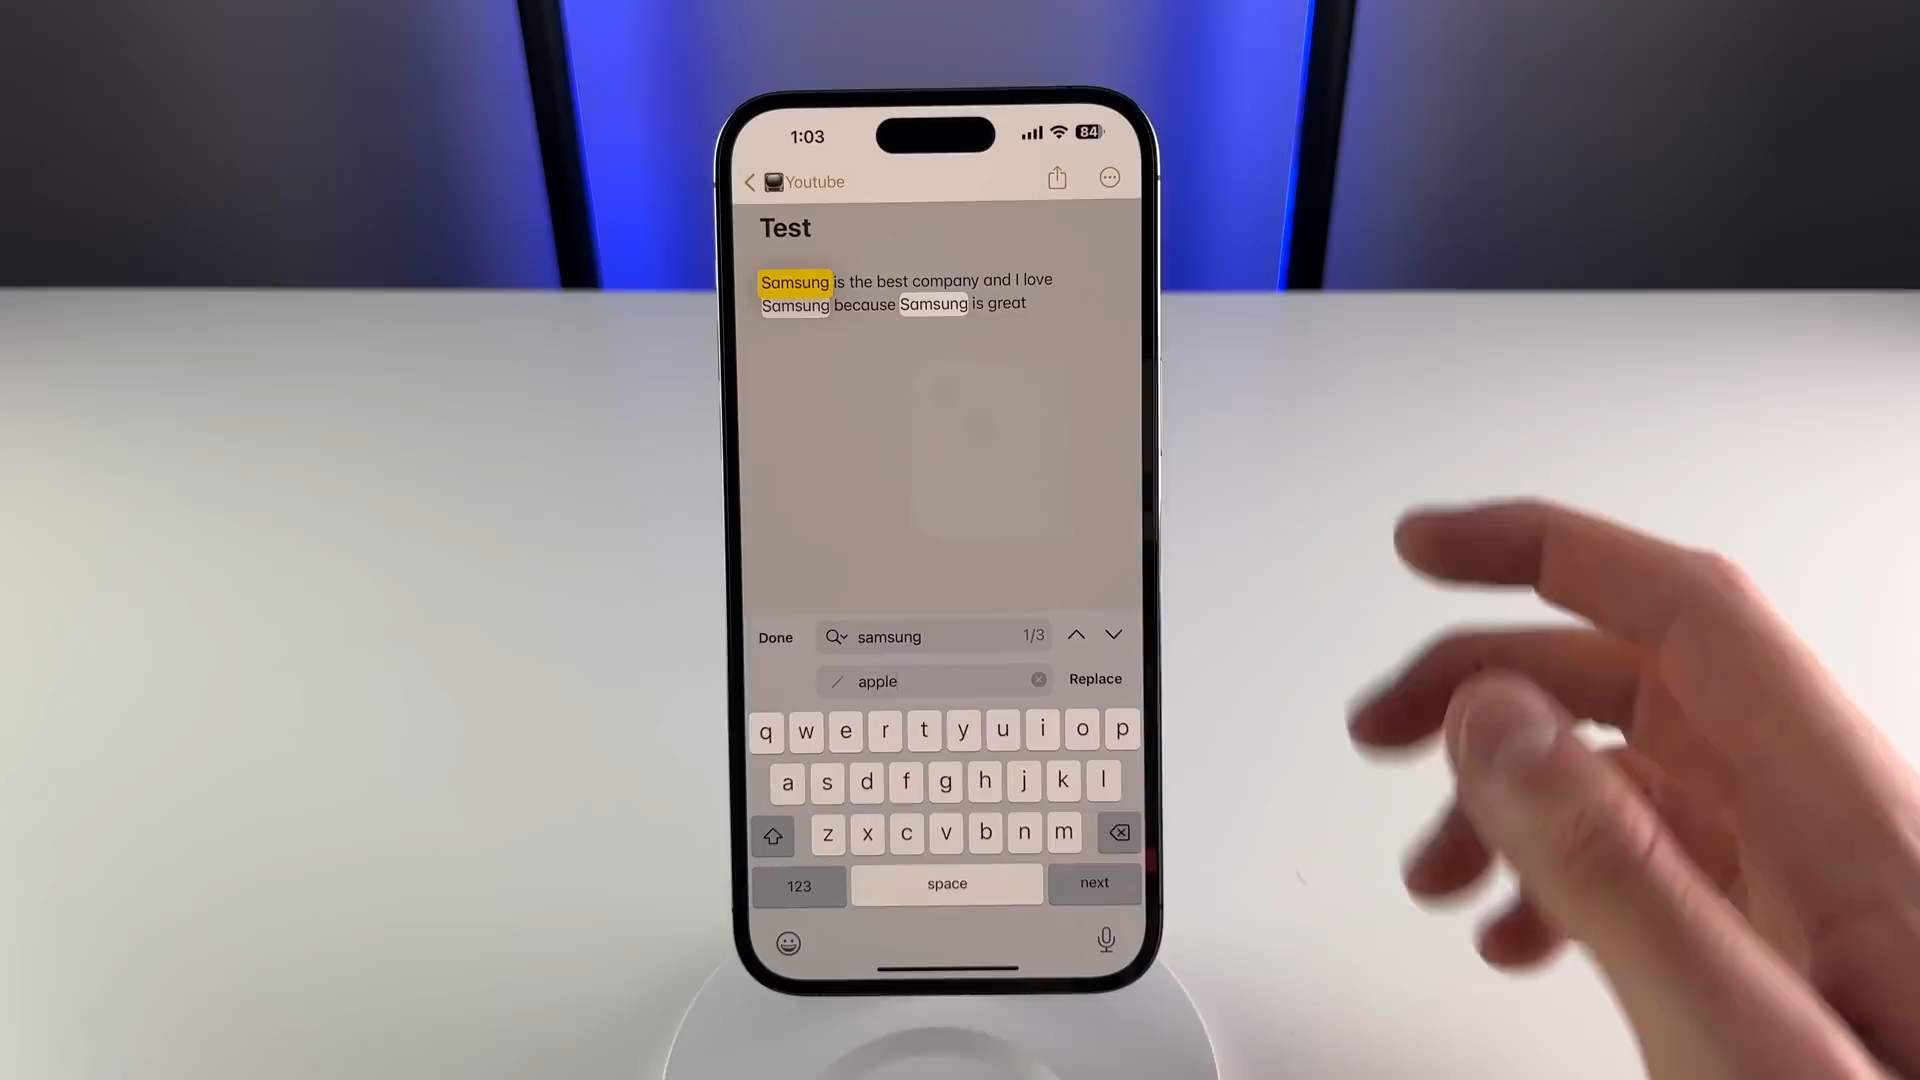 1:03
84
Youtube
Test
Samsung is the best company and I love
Samsung because Samsung is great
Done samsung 1/3
apple Replace
q w e r t y u i o p
a s d f g h j k l
z x c v b n m
123 space next